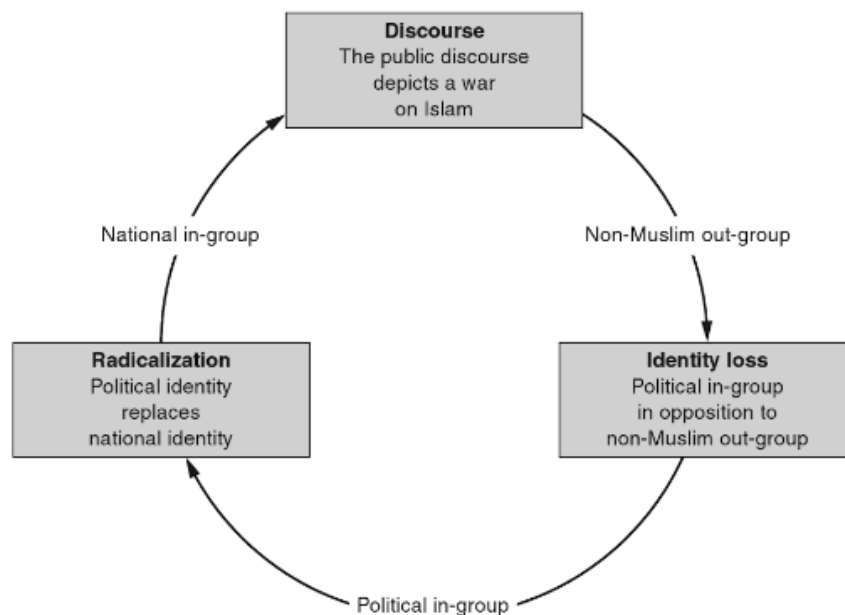 Discourse
The public discourse
depicts a war
on Islam
National in-group
Non-Muslim out-group
Radicalization
Political identity
replaces
national identity
Identity loss
Political in-group
in opposition to
non-Muslim out-group
Political in-group